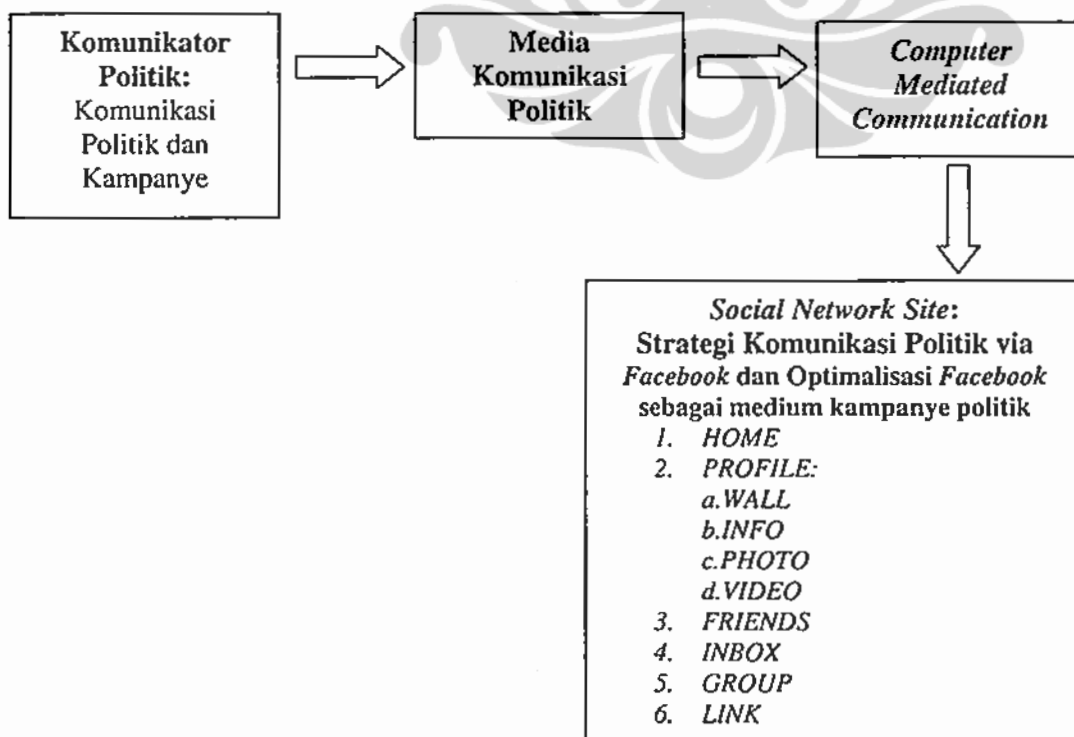 Komunikator
Politik:
Komunikasi
Politik dan
Kampanye
Media
Komunikasi
Politik
Computer
Mediated
Communication
Social Network Site:
Strategi Komunikasi Politik via
Facebook dan Optimalisasi Facebook
sebagai medium kampanye politik
1. HOME
2. PROFILE:
a.WALL
b.INFO
c.PHOTO
d.VIDEO
3. FRIENDS
4. INBOX
5. GROUP
6. LINK